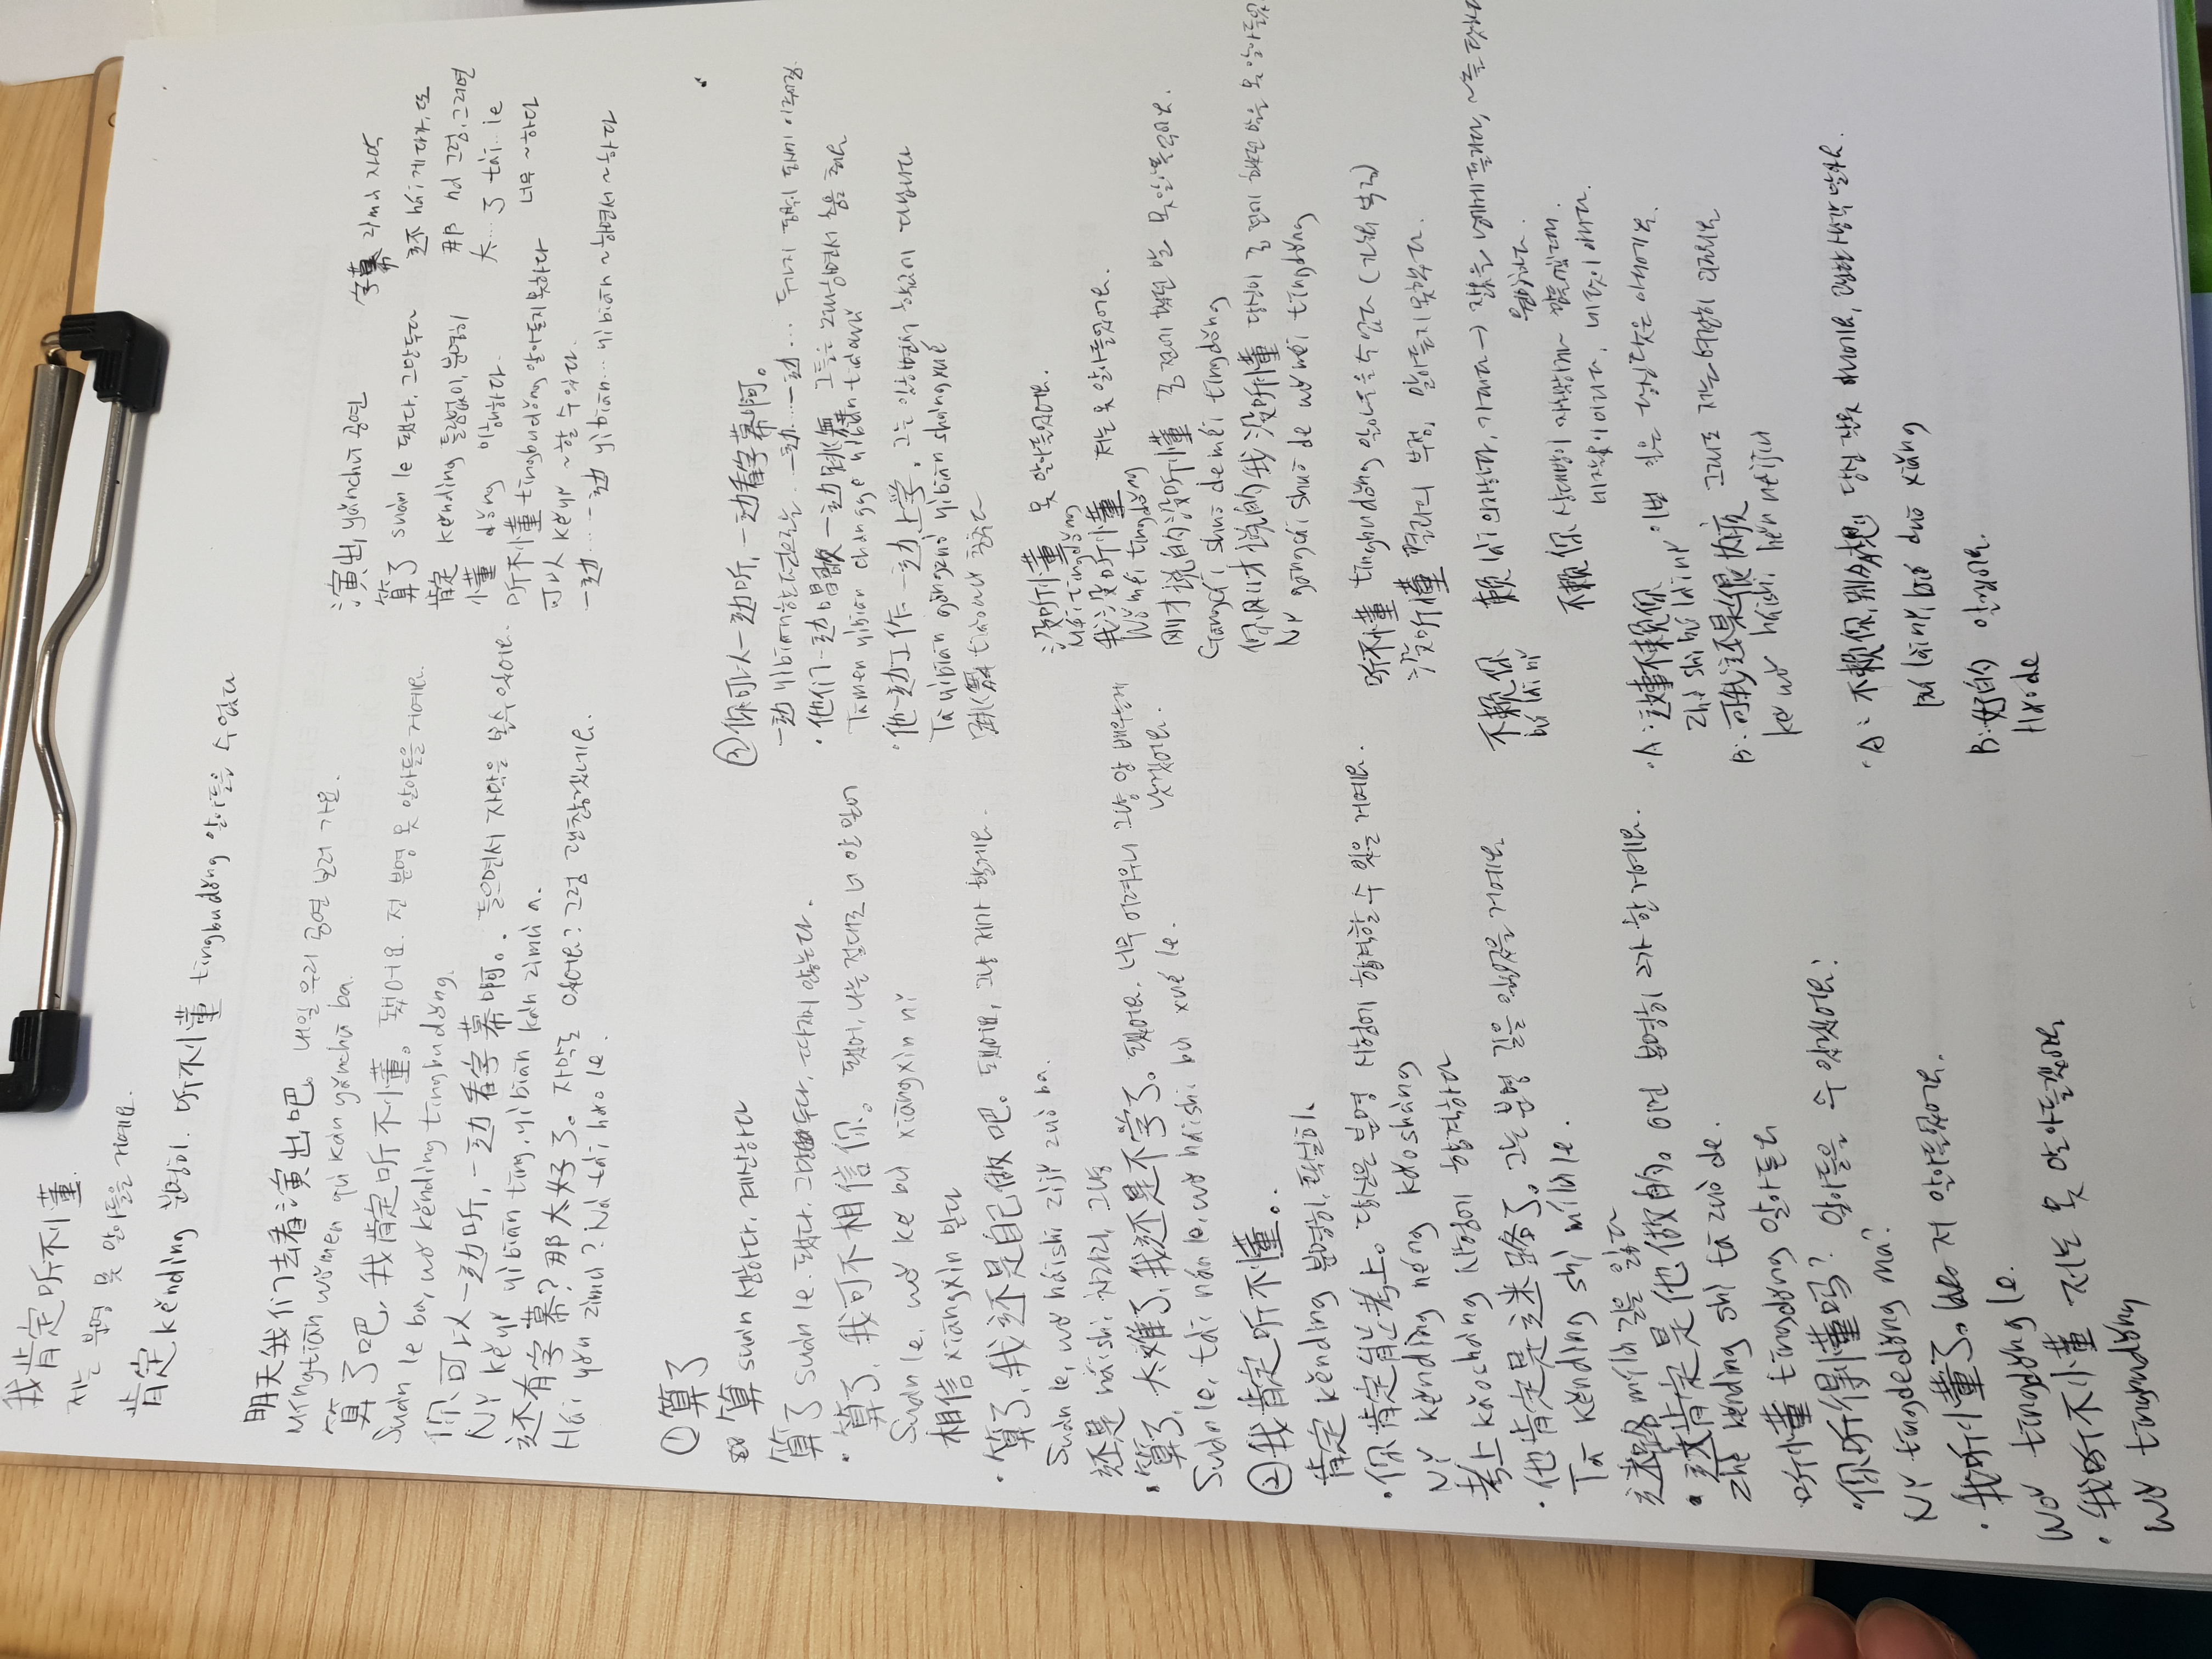 我肯定听不懂.
저는 분명 못 알아들을 거예요.
肯定 kěndìng 분명히. 听不懂 tīngbudǒng 알아들을 수 없다
明天我们去看演出吧。 내일 우리 공연 보러 가요.
Míngtiān wǒmen qù kàn yǎnchū ba.
算了吧, 我肯定听不懂。 됐어요. 전 분명 못 알아들을 거예요.
Suàn le ba, wǒ kěndìng tīngbudǒng.
你可以一边听, 一边看字幕啊。. 들으면서 자막을 볼 수 있어요.
Nǐ kěyǐ yìbiān tīng, yìbiān kàn zìmù a.
还有字幕? 那太好了。 자막도 있어요? 그럼 괜찮겠네요.
Hái yǒu zìmù? Nà tài hǎo le.
演出 yǎnchū 공연
算了 suàn le 됐다. 그만두다
肯定 kěndìng 틀림없이, 분명히
懂 dǒng 이해하다.
听不懂 tīngbudǒng 알아듣지 못하다
可以 kěyǐ ~할 수 있다.
一边…一边 yìbiān…yìbiān ~하면서 ~하다
字幕 zìmù 자막
还 hái 게다가, 또
那 nà 그럼, 그러면
太…了 tài…le
너무 ~하다
①算了
算 suàn 셈하다, 계산하다
算了 suàn le. 됐다. 그만두다, 따지지 않는다.
· 算了, 我可不相信你。 됐어, 나는 절대로 너 안 믿어
Suàn le, wǒ kě bù xiāngxìn nǐ
相信 xiāngxìn 믿다
· 算了, 我还是自己做吧。 됐어요, 그냥 제가 할게요.
Suàn le, wǒ háishi zìjǐ zuò ba.
还是 háishi 차라리, 그냥
· 算了, 太难了, 我还是不学了。 됐어요. 너무 어려우니 그냥 안 배우는게
낫겠어요.
Suàn le, tài nán le, wǒ háishi bù xué le.
②我肯定听不懂。.
肯定 kěndìng 분명히, 확실히.
· 你肯定能考上。 당신은 분명 시험에 합격할 수 있을 거예요.
Nǐ kěndìng néng kǎoshàng
考上 kǎoshàng 시험에 합격하다
· 他肯定是迷路了。 그는 분명 길을 잃었을 거예요
Tā kěndìng shì mílù le.
迷路 mílù 길을 잃다
· 这肯定是他做的。 이건 분명히 그가 한 거예요.
Zhè kěndìng shì tā zuò de.
听懂 tīngdǒng 알아듣다
· 你听得懂吗? 알아들을 수 있겠어요?
Nǐ tīngdedǒng ma?
· 我听懂了。 저 알아들었어요.
Wǒ tīngdǒng le.
· 我听不懂 저는 못 알아듣겠어요
Wǒ tīngbudǒng
③你可以一边听, 一边看字幕啊。
一边 yìbiān 한편으로는. 一边…一边… 두가지 동작이 동시에 이루어짐.
· 他们一边唱歌一边跳舞 그들은 노래하면서 춤을 춰요
Tāmen yìbiān chàngge yìbiān tiàowǔ
· 他一边工作 一边上学. 그는 일하면서 학교에 다닙니다
Tā yìbiān gōngzuò yìbiān shàngxué
跳舞 tiàowǔ 춤추다
没听懂 못 알아들었어요.
Méi tīngdǒng
我没听懂 저는 못 알아들었어요.
Wǒ méi tīngdǒng
刚才说的没听懂 좀 전에 했던 말 못 알아들었어요.
Gāngcái shuō de méi tīngdǒng
你刚才说的我没听懂 당신이 좀 전에 했던 말을 못 알아들었
Nǐ gāngcái shuō de wǒ méi tīngdǒng
听不懂 tīngbudǒng 알아들을 수 없다 (가능의 부정)
没听懂 결과의 부정, 알아듣지 못했다.
不赖你 赖 lài 의지하다, 기대다 → 잘못을 남에게 돌리다, ~를 탓하다
bú lài nǐ 원망하다.
不赖你 상대방이 자책하거나 힘들어할때.
네 잘못이 아니다, 네 탓이 아니다.
· A: 这事不赖你 이번 일은 당신 탓은 아니에요.
Zhè shì bú lài nǐ
B: 可我还是很内疚 그래도 저는 여전히 괴로워요
Kě wǒ háishi hěn nèijiù
· A: 不赖你, 别多想. 당신 잘못 아니에요, 괜한 생각 말아요.
Bú lài nǐ, bié duō xiǎng
B: 好的 알겠어요.
Hǎo de